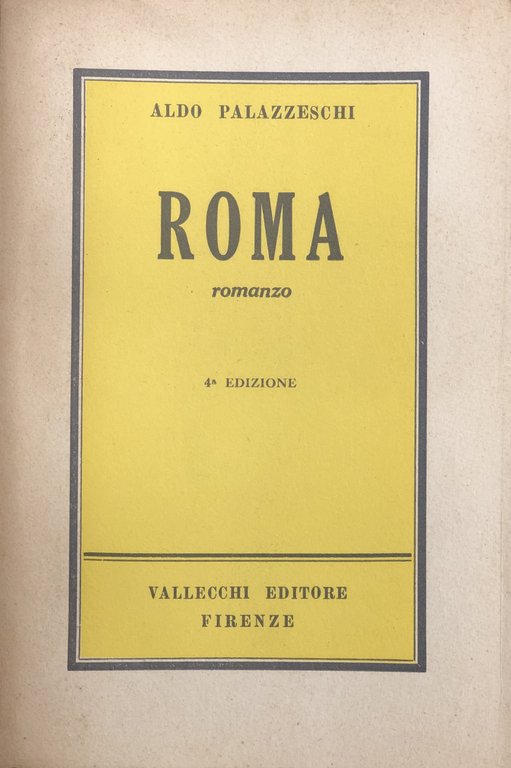 ALDO PALAZZESCHI
ROMA
romanzo
4ª EDIZIONE
VALLECCHI EDITORE
FIRENZE